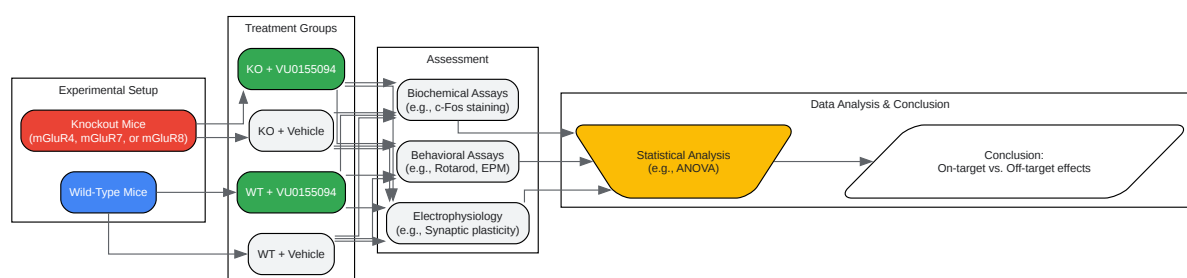 Experimental Setup
Knockout Mice
(mGluR4, mGluR7, or mGluR8)
Wild-Type Mice
Treatment Groups
KO + VU0155094
KO + Vehicle
WT + VU0155094
WT + Vehicle
Assessment
Biochemical Assays
(e.g., c-Fos staining)
Behavioral Assays
(e.g., Rotarod, EPM)
Electrophysiology
(e.g., Synaptic plasticity)
Data Analysis & Conclusion
Statistical Analysis
(e.g., ANOVA)
Conclusion:
On-target vs. Off-target effects